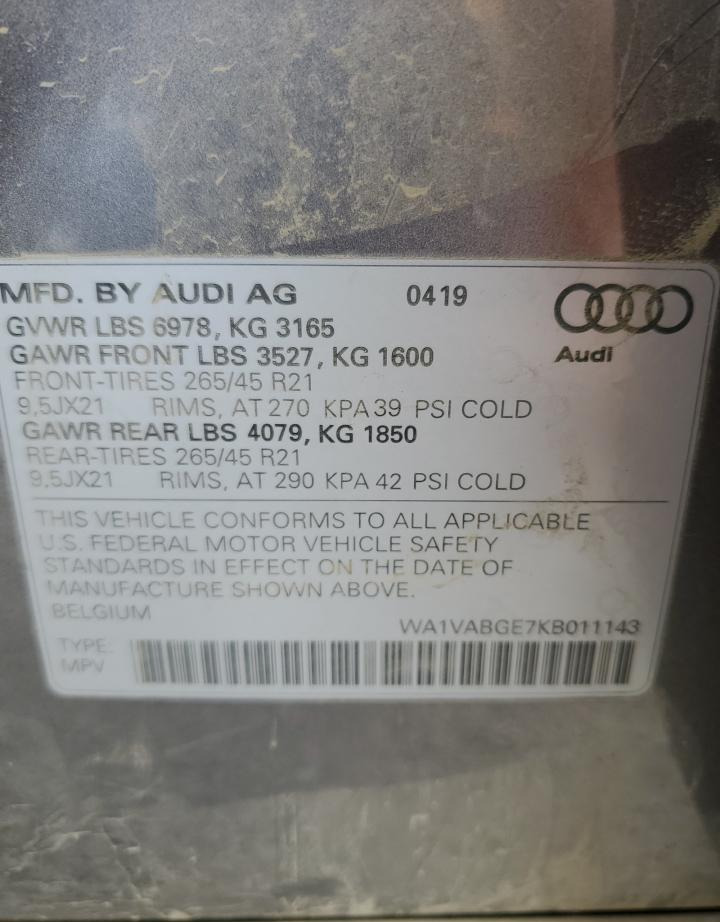 MFD. BY AUDI AG 0419
GVWR LBS 6978, KG 3165
GAWR FRONT LBS 3527, KG 1600
Audi
FRONT-TIRES 265/45 R21
9,5JX21 RIMS, AT 270 KPA 39 PSI COLD
GAWR REAR LBS 4079, KG 1850
REAR-TIRES 265/45 R21
9,5JX21 RIMS, AT 290 KPA 42 PSI COLD
THIS VEHICLE CONFORMS TO ALL APPLICABLE
U.S. FEDERAL MOTOR VEHICLE SAFETY
STANDARDS IN EFFECT ON THE DATE OF
MANUFACTURE SHOWN ABOVE.
BELGIUM
WA1VABGE7KB011143
TYPE:
MPV